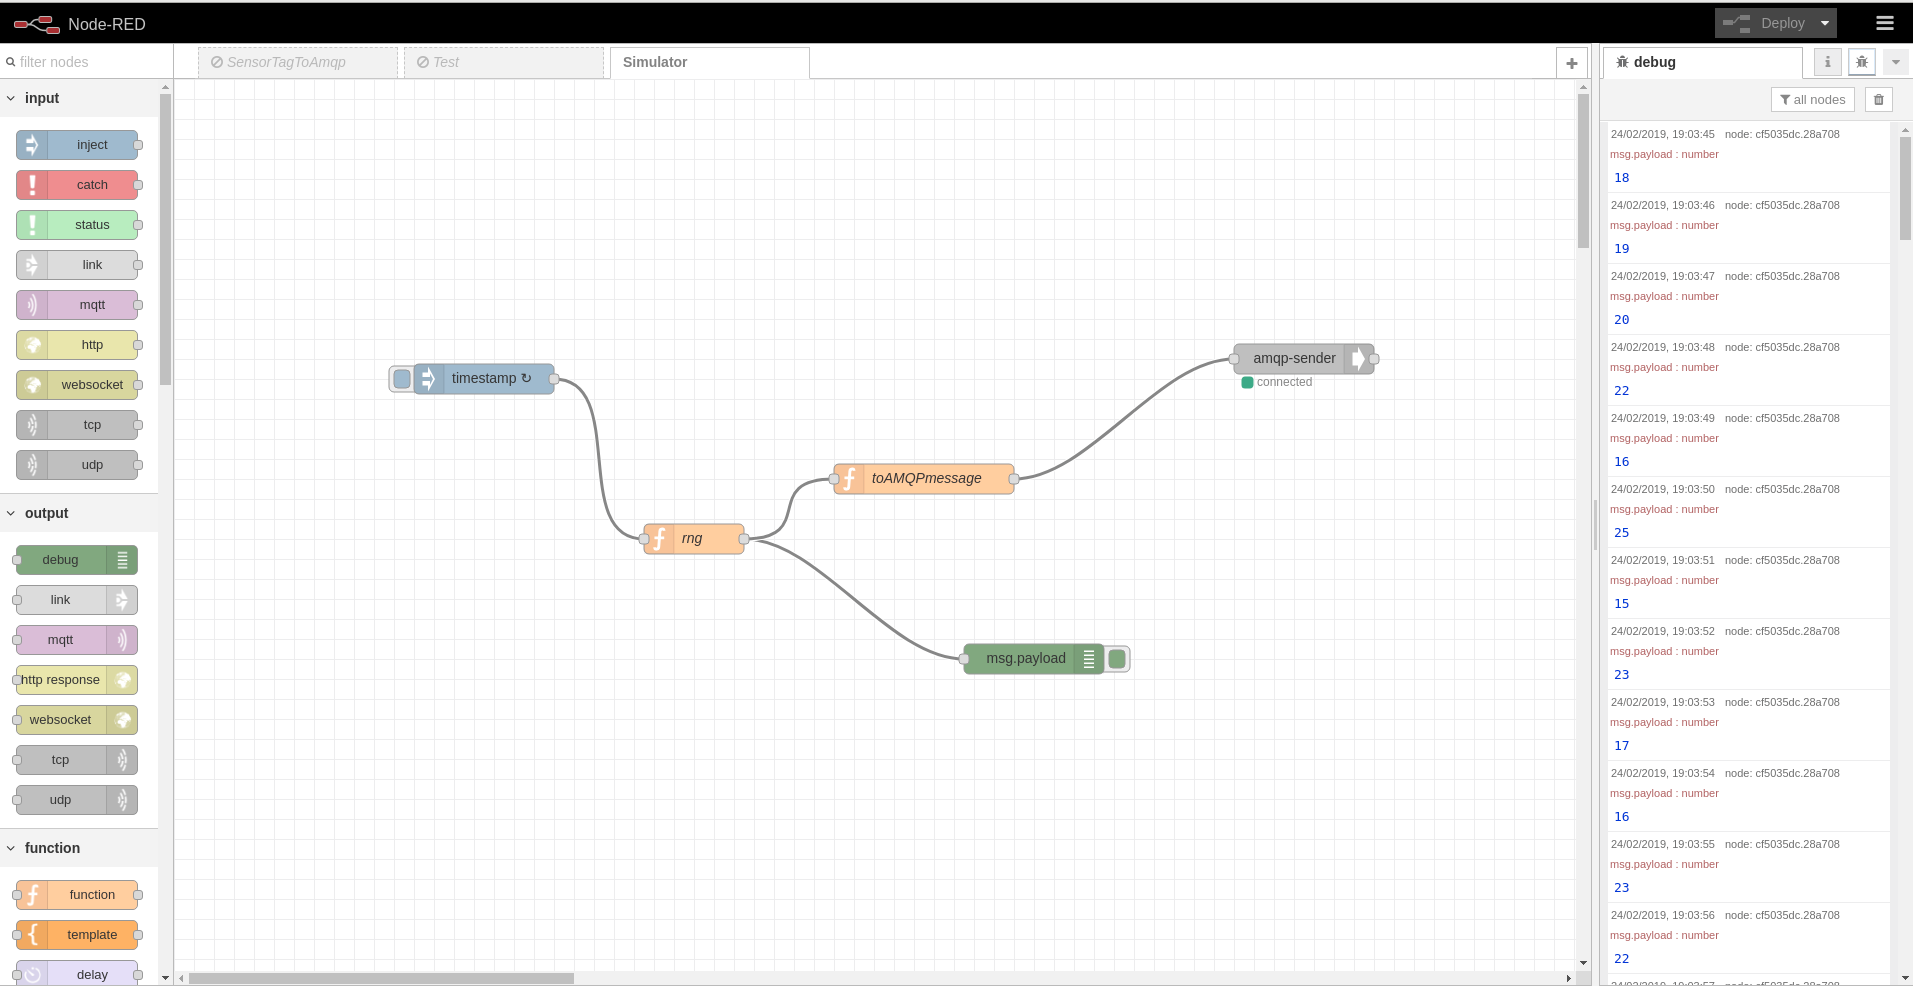 Node-RED
Deploy
filter nodes
SensorTagToAmqp
Test
Simulator
debug
all nodes
input
inject
catch
status
link
mqtt
http
websocket
tcp
udp
output
debug
link
mqtt
http response
websocket
tcp
udp
function
function
template
delay
timestamp ↻
rng
toAMQPmessage
amqp-sender
connected
msg.payload
24/02/2019, 19:03:45 node: cf5035dc.28a708
msg.payload : number
18
24/02/2019, 19:03:46 node: cf5035dc.28a708
msg.payload : number
19
24/02/2019, 19:03:47 node: cf5035dc.28a708
msg.payload : number
20
24/02/2019, 19:03:48 node: cf5035dc.28a708
msg.payload : number
22
24/02/2019, 19:03:49 node: cf5035dc.28a708
msg.payload : number
16
24/02/2019, 19:03:50 node: cf5035dc.28a708
msg.payload : number
25
24/02/2019, 19:03:51 node: cf5035dc.28a708
msg.payload : number
15
24/02/2019, 19:03:52 node: cf5035dc.28a708
msg.payload : number
23
24/02/2019, 19:03:53 node: cf5035dc.28a708
msg.payload : number
17
24/02/2019, 19:03:54 node: cf5035dc.28a708
msg.payload : number
16
24/02/2019, 19:03:55 node: cf5035dc.28a708
msg.payload : number
23
24/02/2019, 19:03:56 node: cf5035dc.28a708
msg.payload : number
22